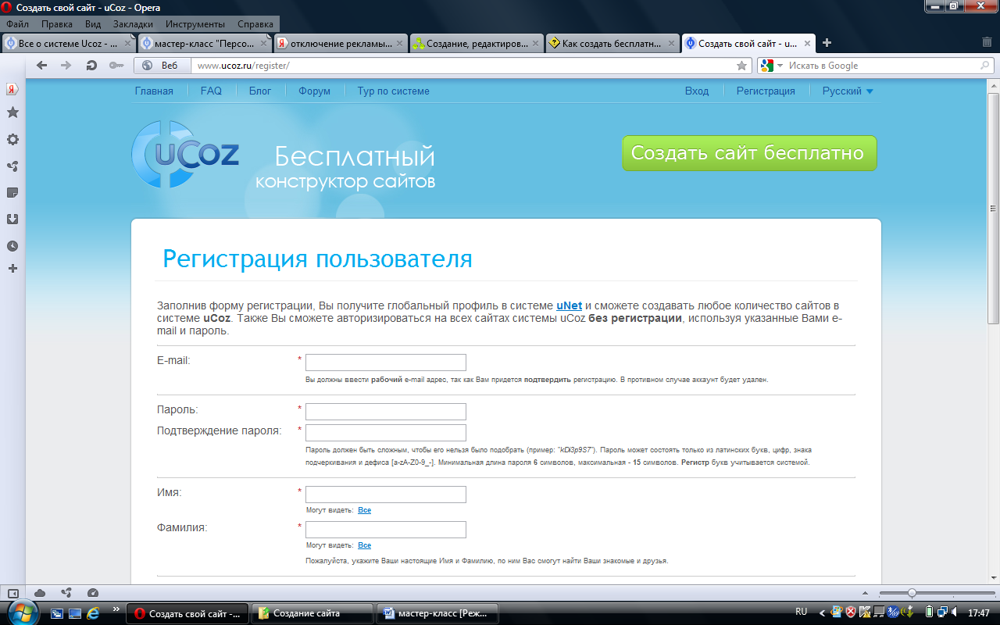 Создать свой сайт - uCoz - Opera
Файл Правка Вид Закладки Инструменты Справка
Все о системе Ucoz - ... мастер-класс "Персо... отключение рекламы... Создание, редактиров... Как создать бесплатн... Создать свой сайт - u...
Веб www.ucoz.ru/register/ Искать в Google
Главная FAQ Блог Форум Тур по системе Вход Регистрация Русский
uCoz
Бесплатный
конструктор сайтов
Создать сайт бесплатно
Регистрация пользователя
Заполнив форму регистрации, Вы получите глобальный профиль в системе uNet и сможете создавать любое количество сайтов в
системе uCoz. Также Вы сможете авторизироваться на всех сайтах системы uCoz без регистрации, используя указанные Вами e-
mail и пароль.
E-mail: *
Вы должны ввести рабочий e-mail адрес, так как Вам придется подтвердить регистрацию. В противном случае аккаунт будет удален.
Пароль: *
Подтверждение пароля: *
Пароль должен быть сложным, чтобы его нельзя было подобрать (пример: "kDi3p9S7"). Пароль может состоять только из латинских букв, цифр, знака
подчеркивания и дефиса [a-zA-Z0-9_-]. Минимальная длина пароля 6 символов, максимальная - 15 символов. Регистр букв учитывается системой.
Имя: *
Могут видеть: Все
Фамилия: *
Могут видеть: Все
Пожалуйста, укажите Ваши настоящие Имя и Фамилию, по ним Вас смогут найти Ваши знакомые и друзья.
Создать свой сайт -... Создание сайта мастер-класс [Реж... RU 17:47